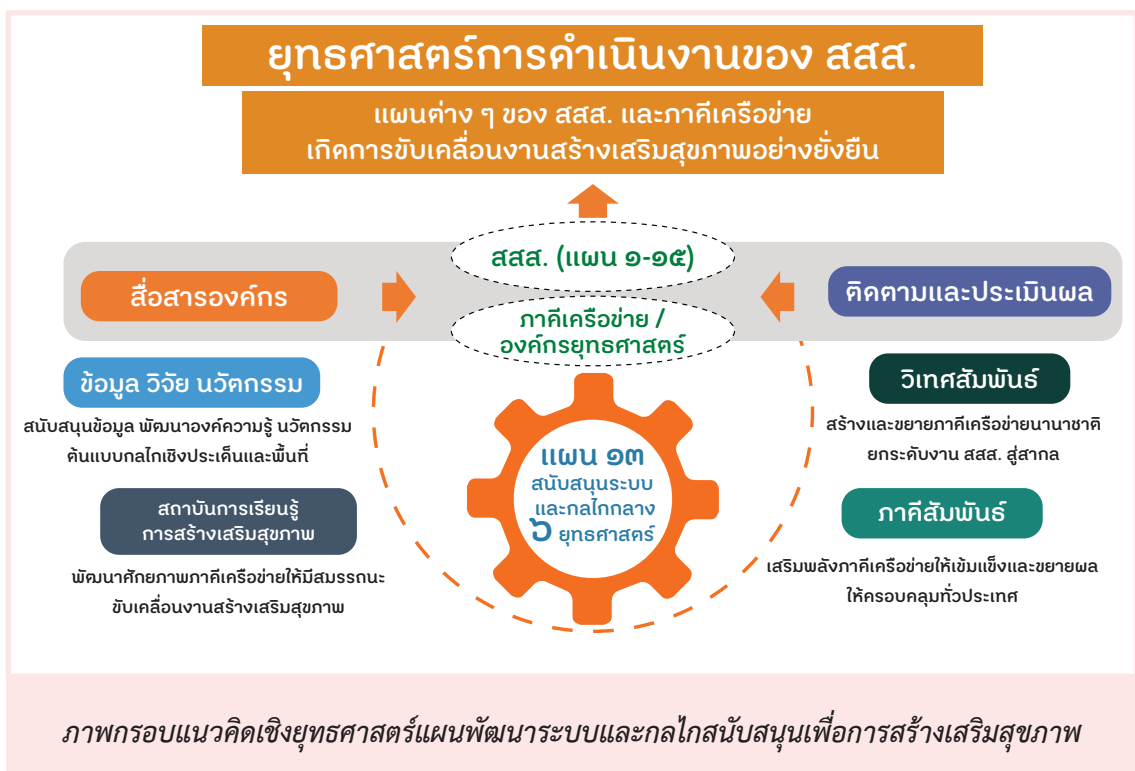 ยุทธศาสตร์การดำเนินงานของ สสส.
แผนต่าง ๆ ของ สสส. และภาคีเครือข่าย
เกิดการขับเคลื่อนงานสร้างเสริมสุขภาพอย่างยั่งยืน
สสส. (แผน ๑-๑๕)
สื่อสารองค์กร
ติดตามและประเมินผล
ภาคีเครือข่าย /
องค์กรยุทธศาสตร์
ข้อมูล วิจัย นวัตกรรม
สนับสนุนข้อมูล พัฒนาองค์ความรู้ นวัตกรรม
ต้นแบบกลไกเชิงประเด็นและพื้นที่
สถาบันการเรียนรู้
การสร้างเสริมสุขภาพ
พัฒนาศักยภาพภาคีเครือข่ายให้มีสมรรถนะ
ขับเคลื่อนงานสร้างเสริมสุขภาพ
แผน ๑๓
สนับสนุนระบบ
และกลไกกลาง
๖ ยุทธศาสตร์
วิเทศสัมพันธ์
สร้างและขยายภาคีเครือข่ายนานาชาติ
ยกระดับงาน สสส. สู่สากล
ภาคีสัมพันธ์
เสริมพลังภาคีเครือข่ายให้เข้มแข็งและขยายผล
ให้ครอบคลุมทั่วประเทศ
ภาพกรอบแนวคิดเชิงยุทธศาสตร์แผนพัฒนาระบบและกลไกสนับสนุนเพื่อการสร้างเสริมสุขภาพ